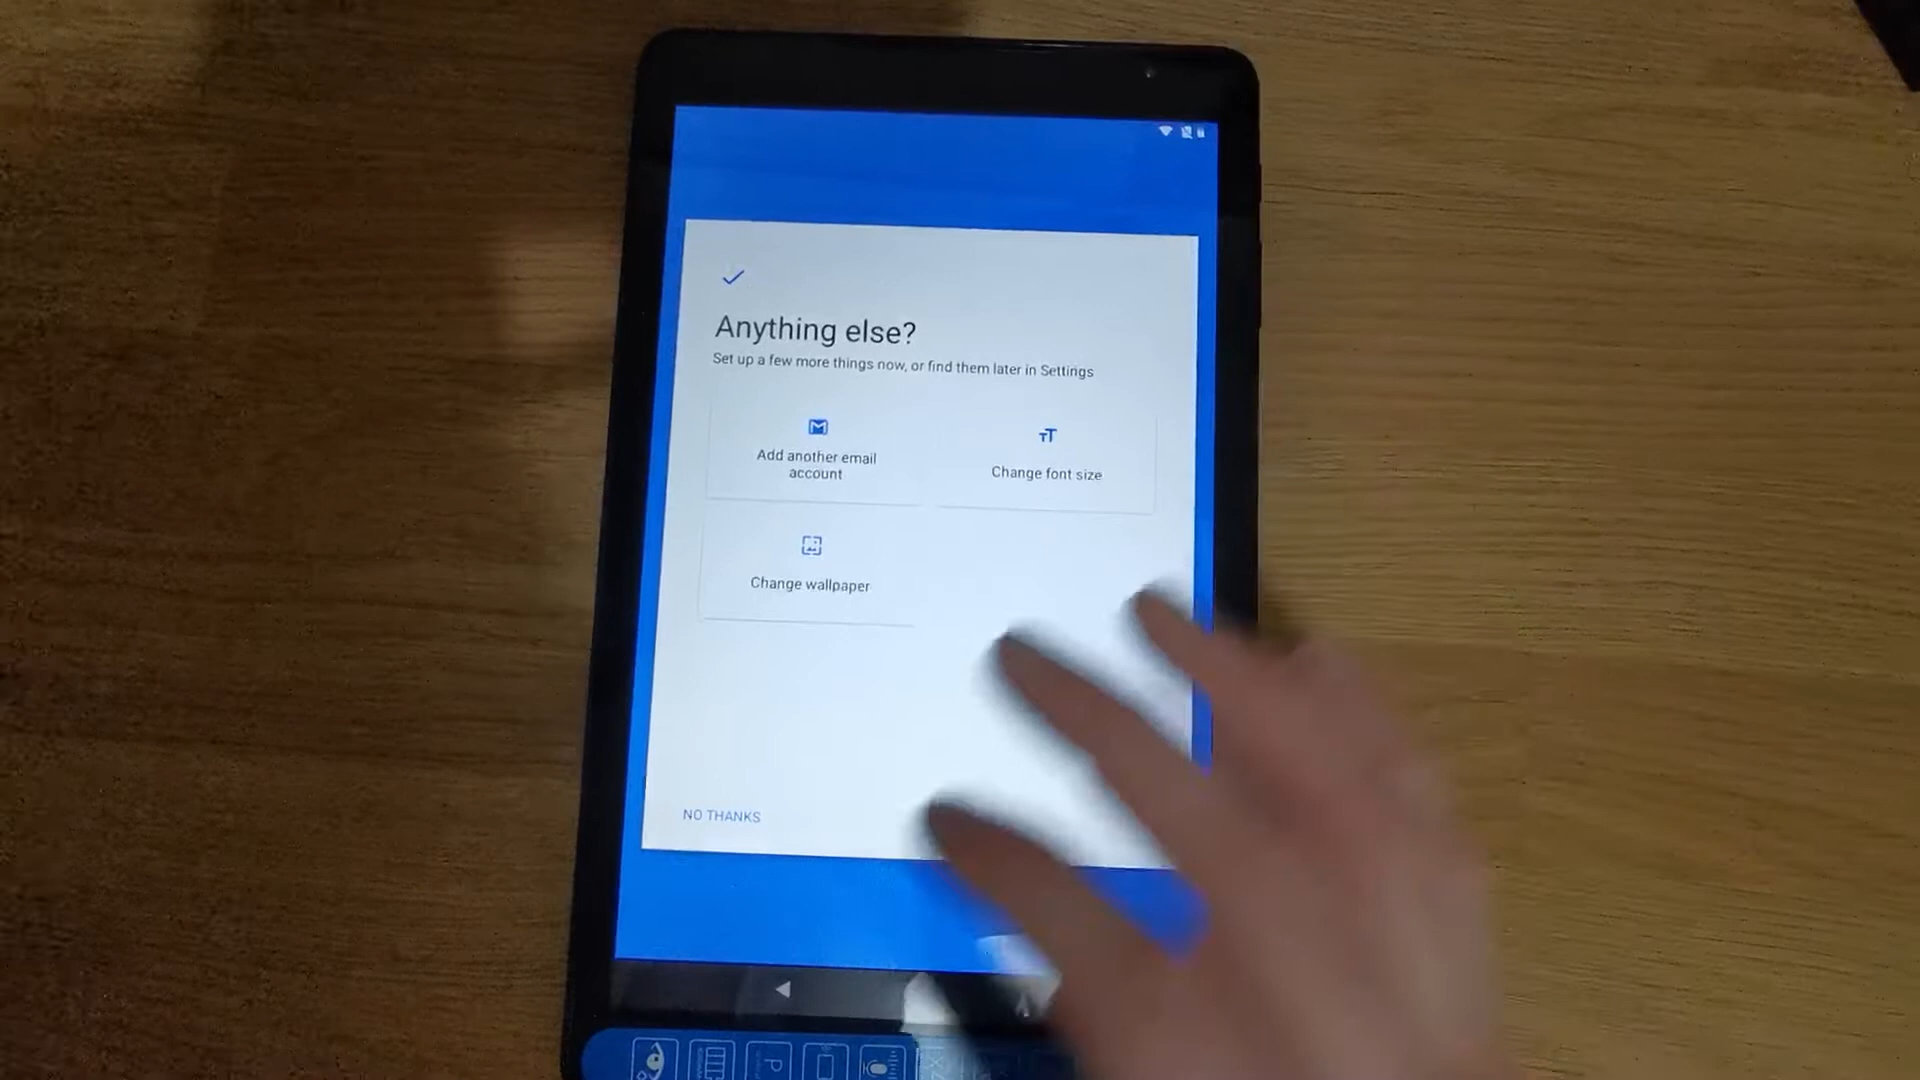 Anything else?
Set up a few more things now, or find them later in Settings
Add another email
account
Change font size
Change wallpaper
NO THANKS